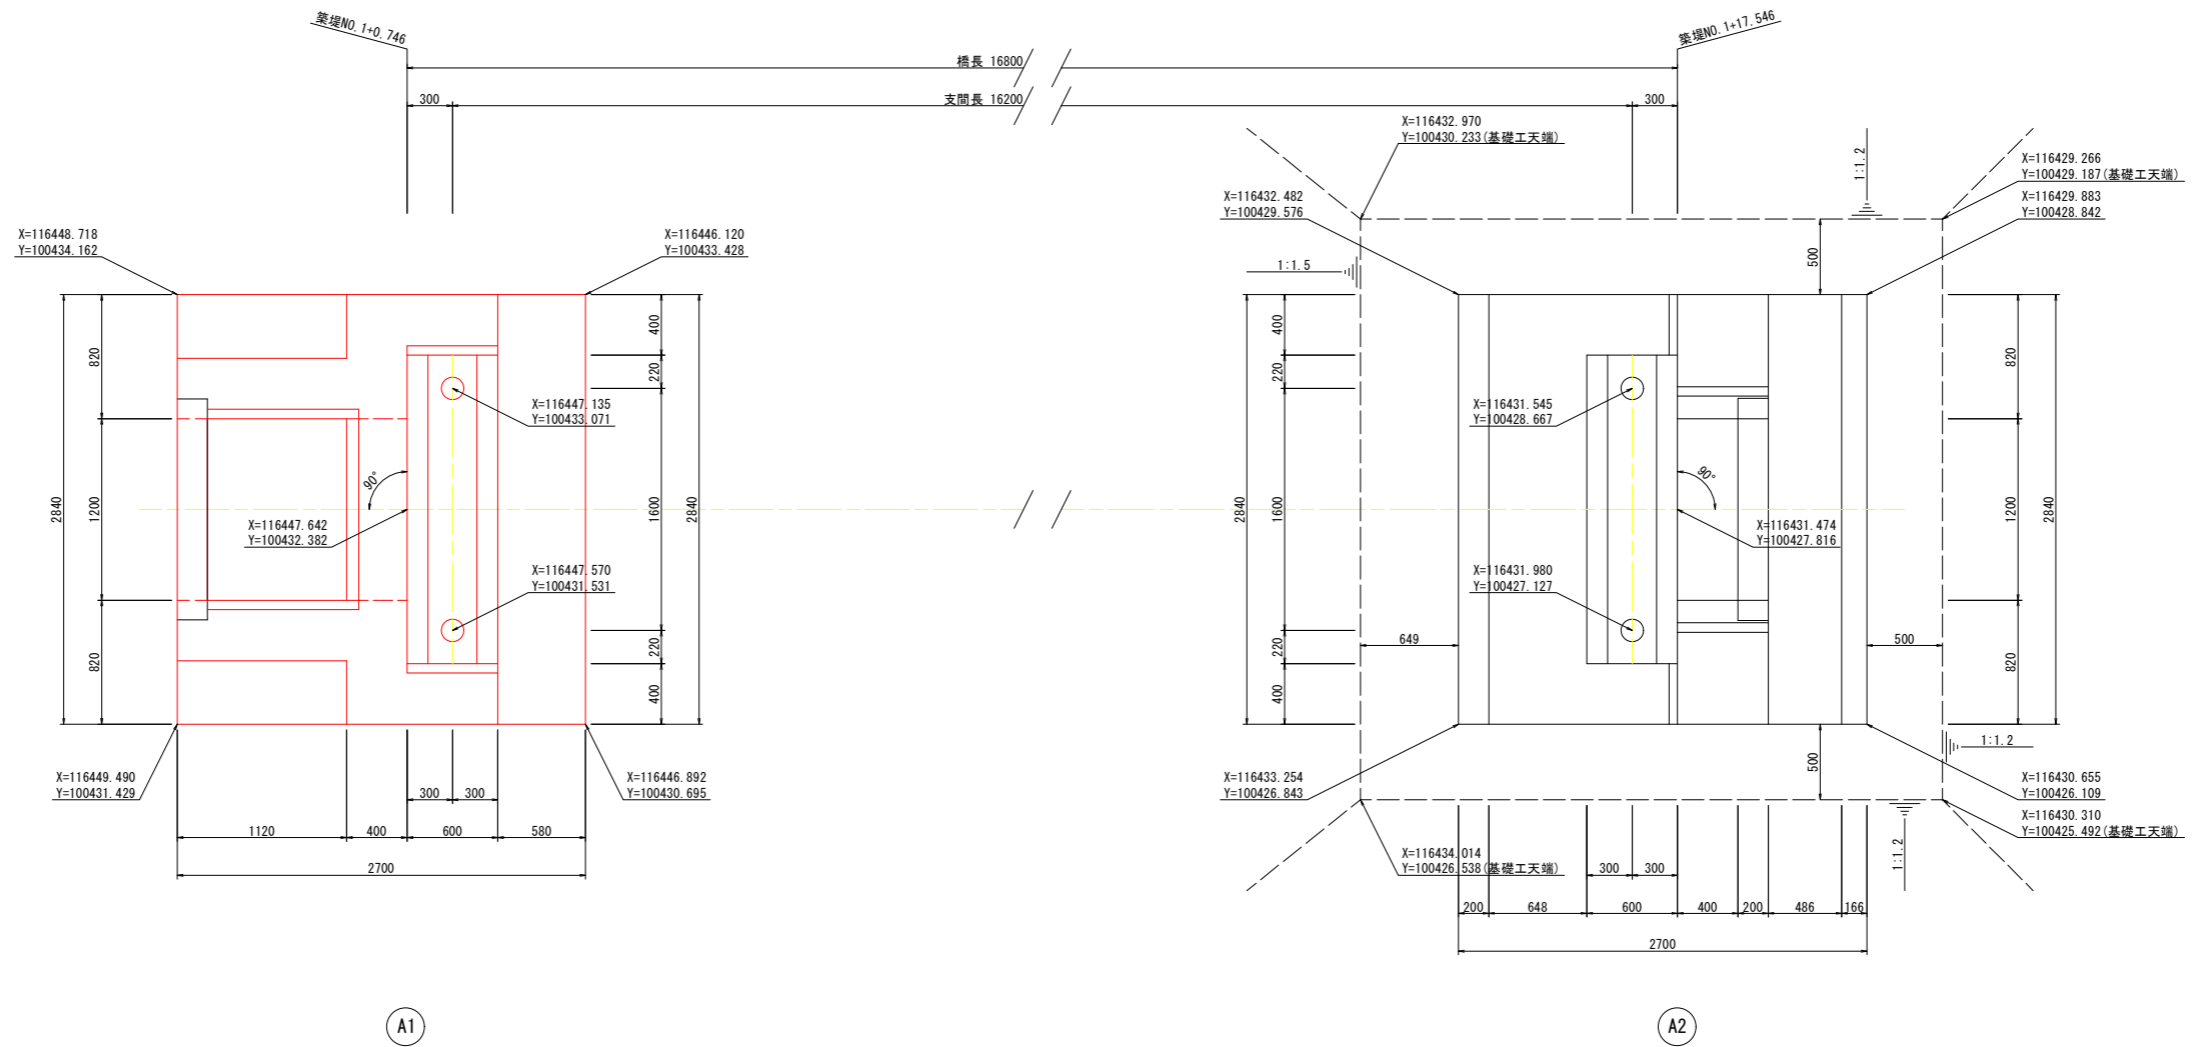 築堤NO.1+0.746
築堤NO.1+17.546
橋長 16800
支間長 16200
300
300
X=116432.970
Y=100430.233(基礎工天端)
1:1.2
X=116429.266
Y=100429.187(基礎工天端)
X=116432.482
Y=100429.576
X=116429.883
Y=100428.842
X=116448.718
Y=100434.162
X=116446.120
Y=100433.428
1:1.5
500
820
1200
820
2840
400
220
1600
220
400
2840
X=116447.135
Y=100433.071
90°
X=116447.642
Y=100432.382
X=116447.570
Y=100431.531
2840
400
220
1600
220
400
X=116431.545
Y=100428.667
90°
X=116431.474
Y=100427.816
X=116431.980
Y=100427.127
820
1200
820
2840
649
500
500
1:1.2
X=116449.490
Y=100431.429
X=116446.892
Y=100430.695
300
300
1120
400
600
580
2700
X=116433.254
Y=100426.843
X=116430.655
Y=100426.109
X=116430.310
Y=100425.492(基礎工天端)
X=116434.014
Y=100426.538(基礎工天端)
1:1.2
300
300
200
648
600
400
200
486
166
2700
A1
A2